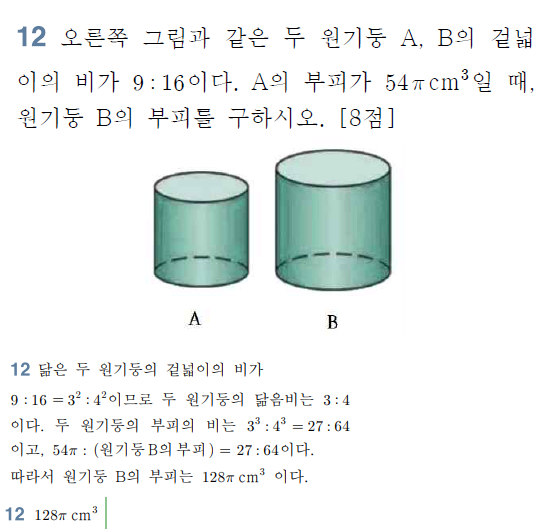 12 오른쪽 그림과 같은 두 원기둥 A, B의 겉넓
이의 비가 9 : 16이다. A의 부피가 54π cm³일 때,
원기둥 B의 부피를 구하시오. [8점]
A
B
12 닮은 두 원기둥의 겉넓이의 비가
9 : 16 = 3² : 4²이므로 두 원기둥의 닮음비는 3 : 4
이다. 두 원기둥의 부피의 비는 3³ : 4³ = 27 : 64
이고, 54π : (원기둥 B의 부피) = 27 : 64이다.
따라서 원기둥 B의 부피는 128π cm³ 이다.
12 128π cm³